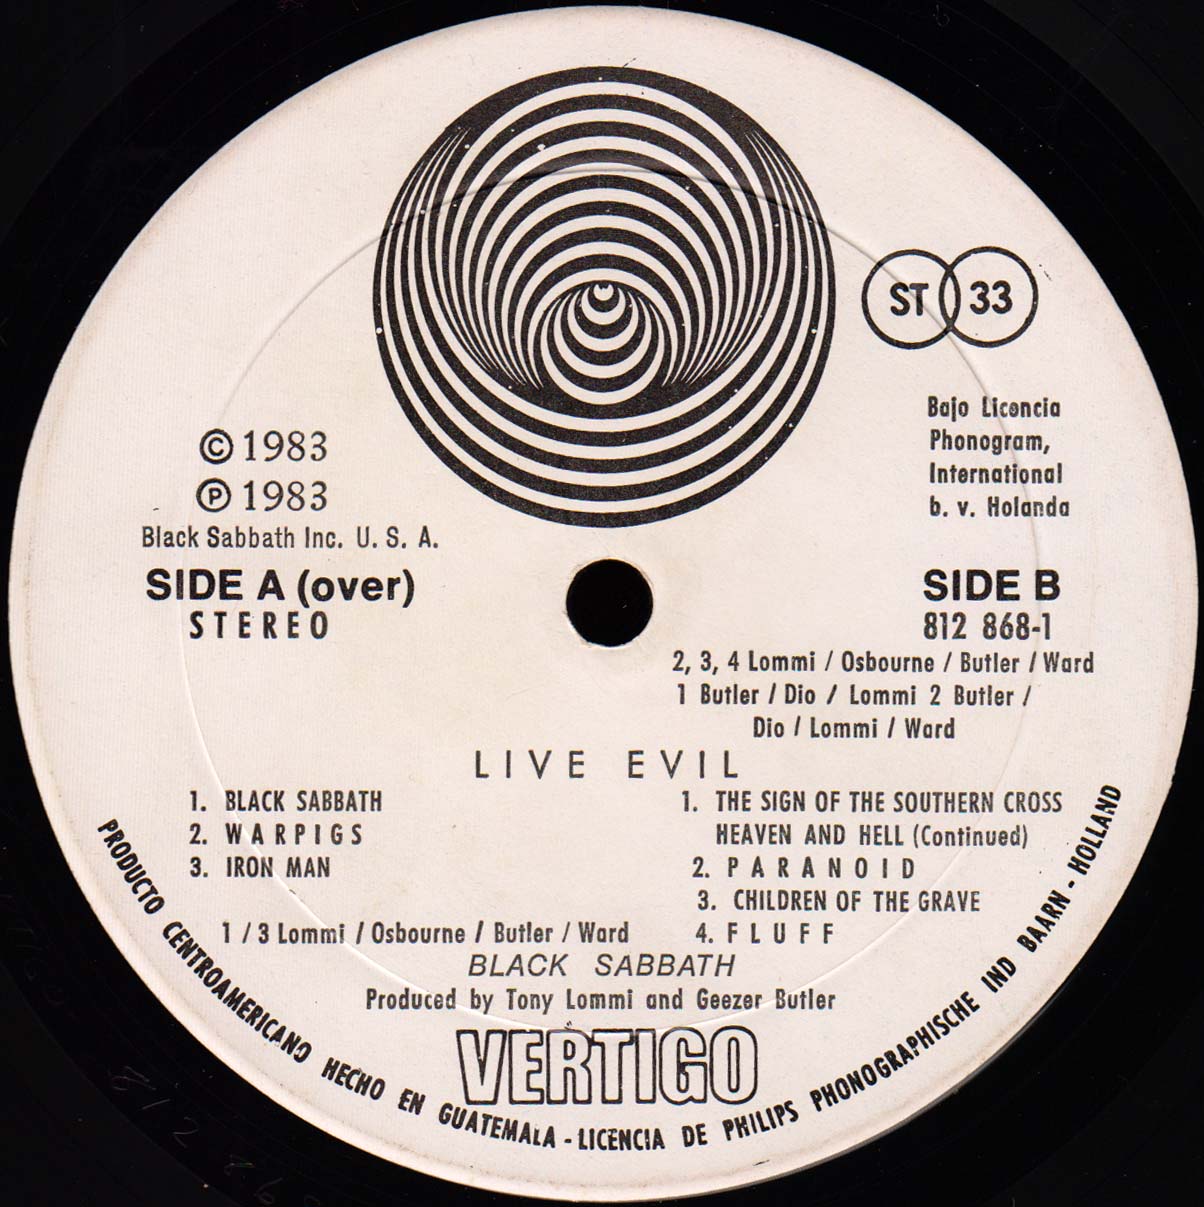 ST 33
Bajo Licencia
Phonogram,
International
b. v. Holanda
© 1983
℗ 1983
Black Sabbath Inc. U. S. A.
SIDE A (over)
STEREO
SIDE B
812 868-1
2, 3, 4 Lommi / Osbourne / Butler / Ward
1 Butler / Dio / Lommi 2 Butler /
Dio / Lommi / Ward
LIVE EVIL
1. BLACK SABBATH
2. WARPIGS
3. IRON MAN
1 / 3 Lommi / Osbourne / Butler / Ward
1. THE SIGN OF THE SOUTHERN CROSS
HEAVEN AND HELL (Continued)
2. PARANOID
3. CHILDREN OF THE GRAVE
4. FLUFF
BLACK SABBATH
Produced by Tony Lommi and Geezer Butler
VERTIGO
PRODUCTO CENTROAMERICANO HECHO EN GUATEMALA - LICENCIA DE PHILIPS PHONOGRAPHISCHE IND BAARN - HOLLAND